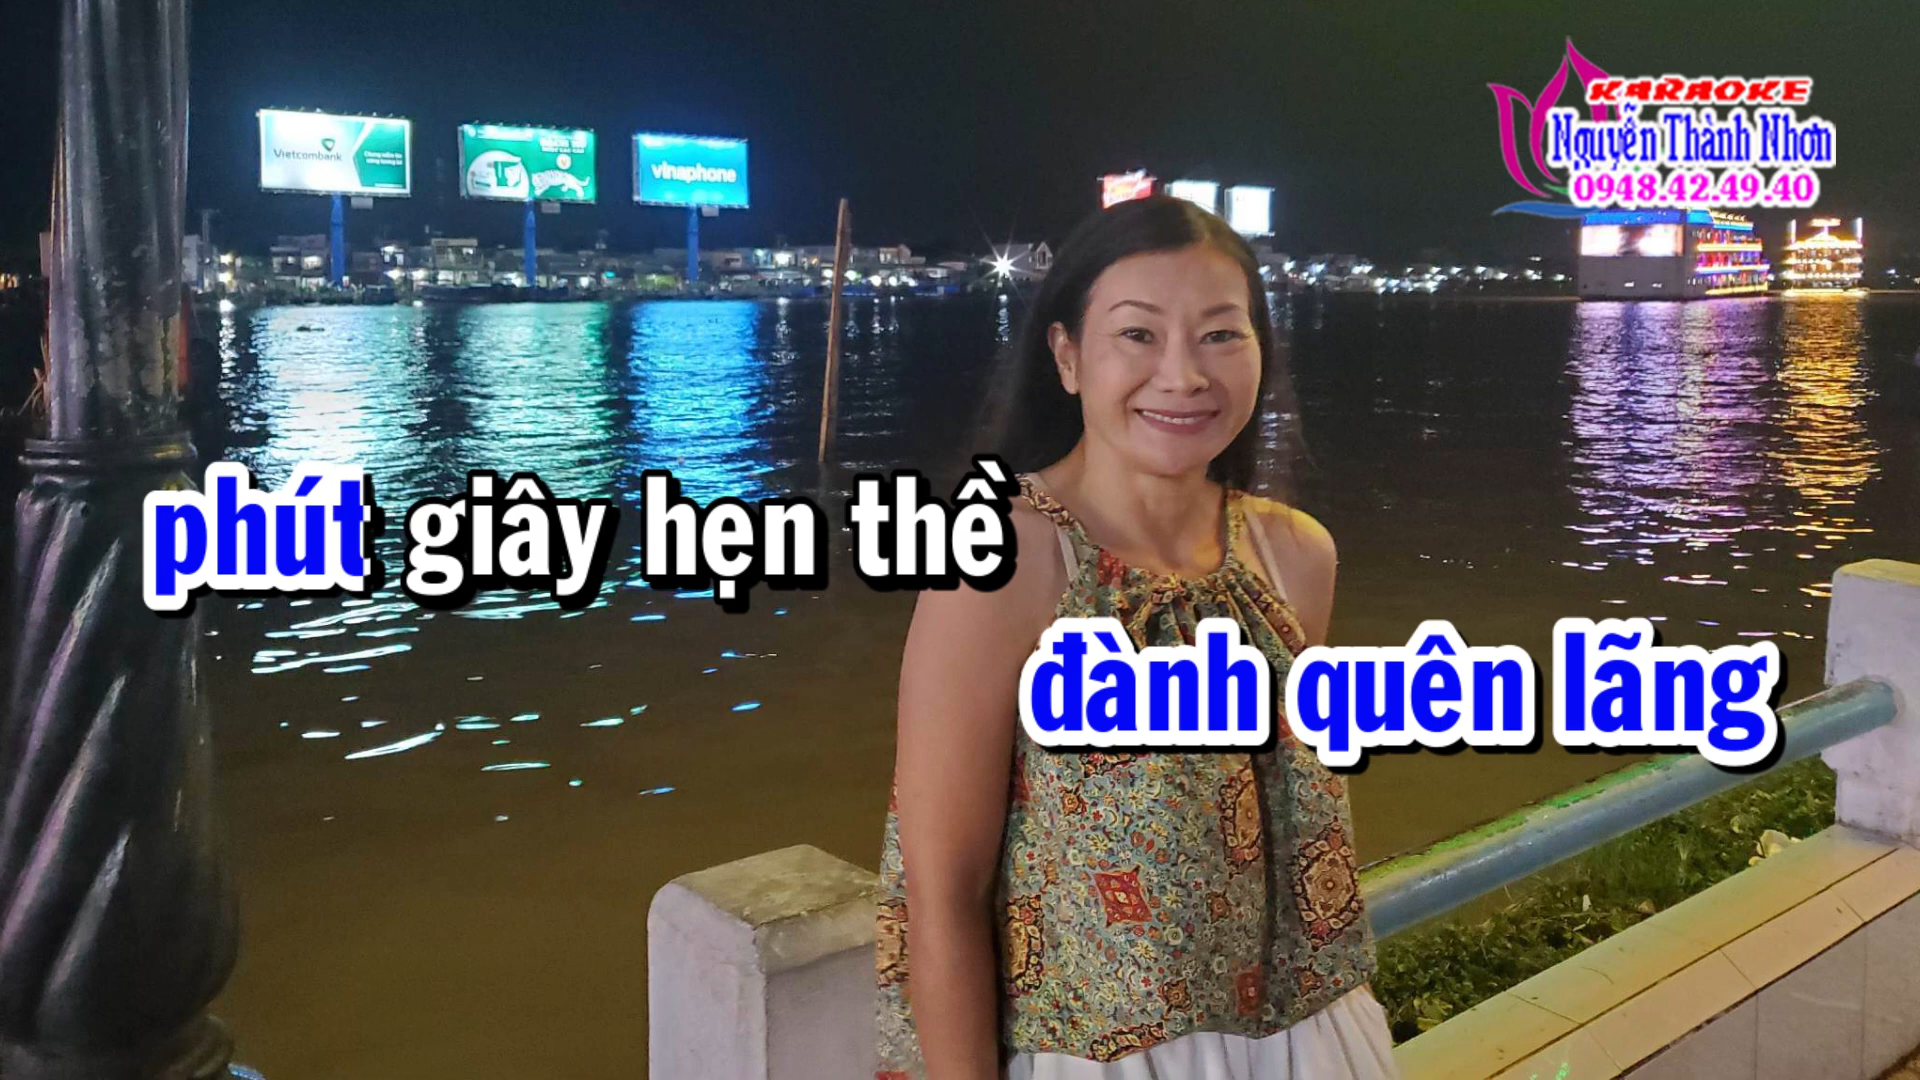 KARAOKE
Nguyễn Thành Nhơn
0948.42.49.40
Vietcombank
vinaphone
phút giây hẹn thề
đành quên lãng